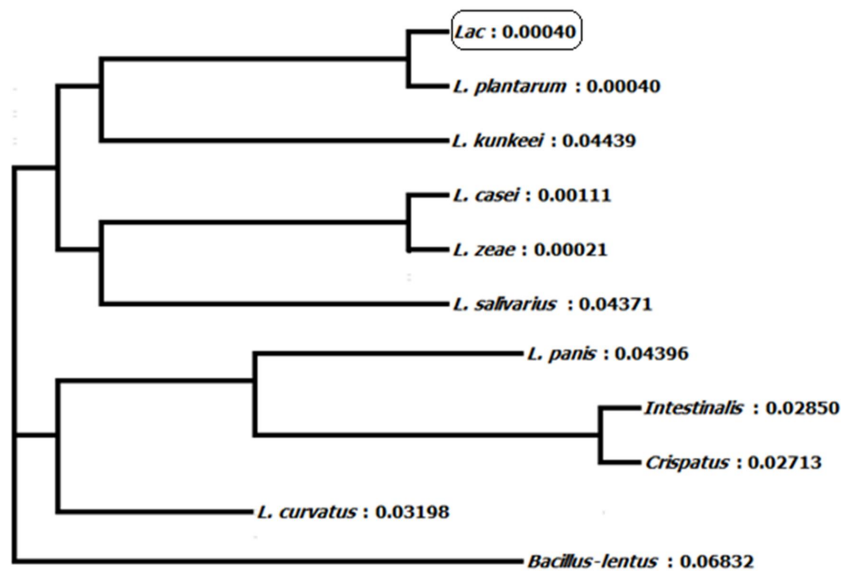 Lac : 0.00040
L. plantarum : 0.00040
L. kunkeei : 0.04439
L. casei : 0.00111
L. zeae : 0.00021
L. salivarius : 0.04371
L. panis : 0.04396
Intestinalis : 0.02850
Crispatus : 0.02713
L. curvatus : 0.03198
Bacillus-lentus : 0.06832